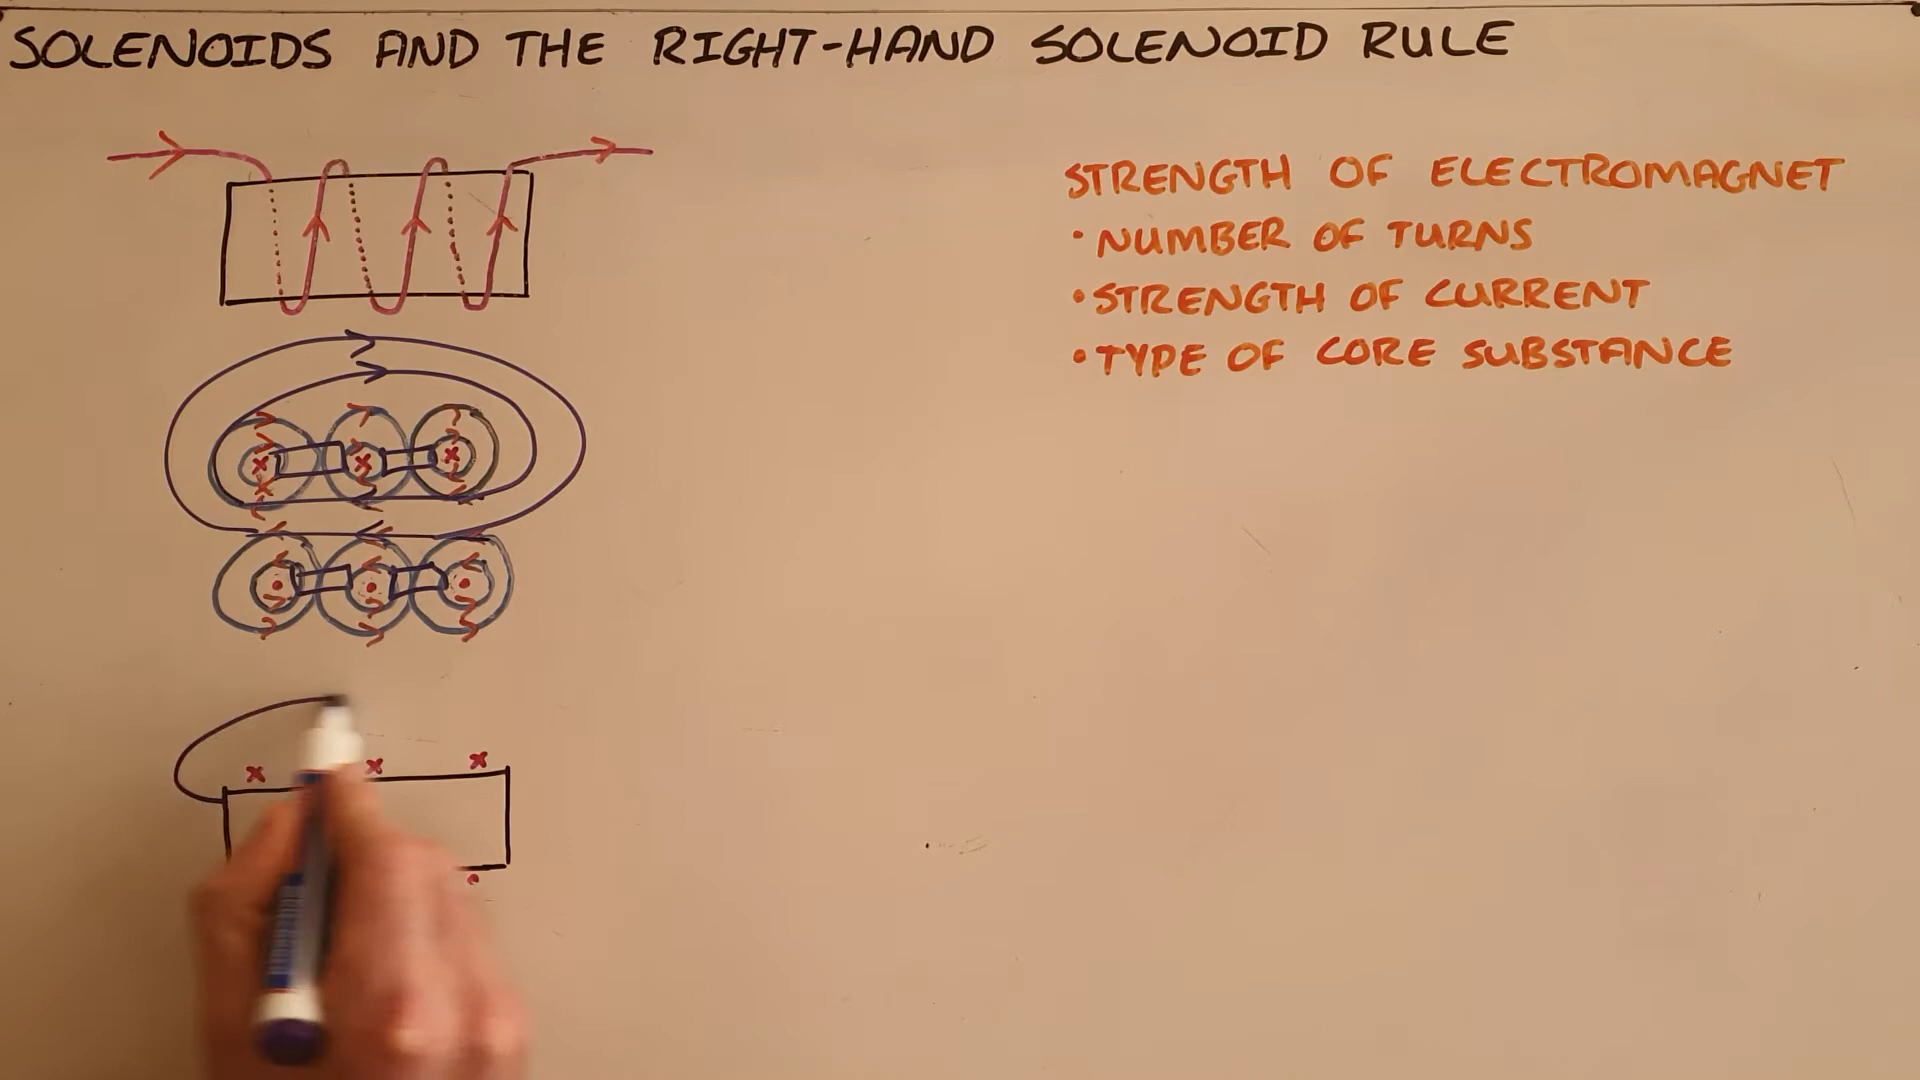 SOLENOIDS AND THE RIGHT-HAND SOLENOID RULE
STRENGTH OF ELECTROMAGNET
• NUMBER OF TURNS
• STRENGTH OF CURRENT
• TYPE OF CORE SUBSTANCE
x x x
x x x